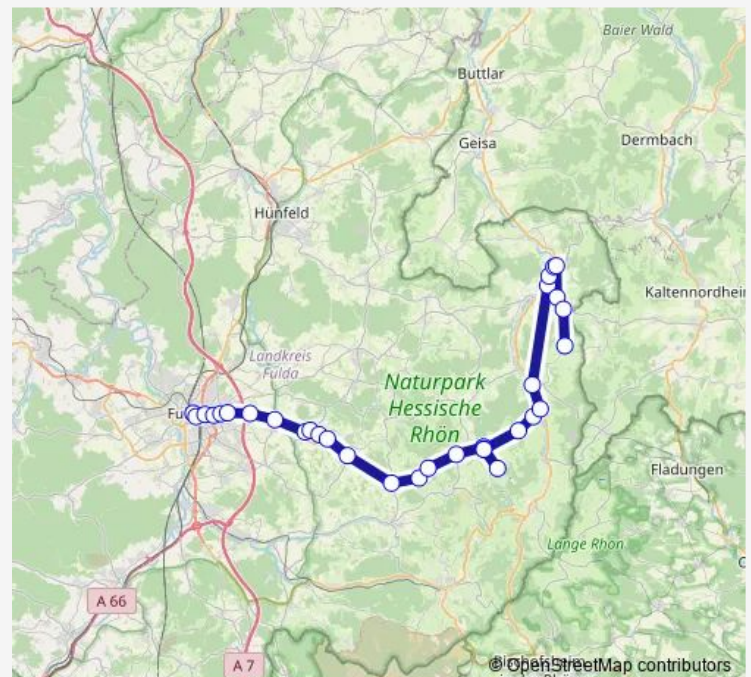 Baier Wald
Buttlar
Geisa
Dermbach
Hünfeld
Kaltennordhei
Landkreis
Fulda
Naturpark
Hessische
Rhön
Fu
Fladungen
Lange Rhön
A 66
A 7
© OpenStreetMap contributors